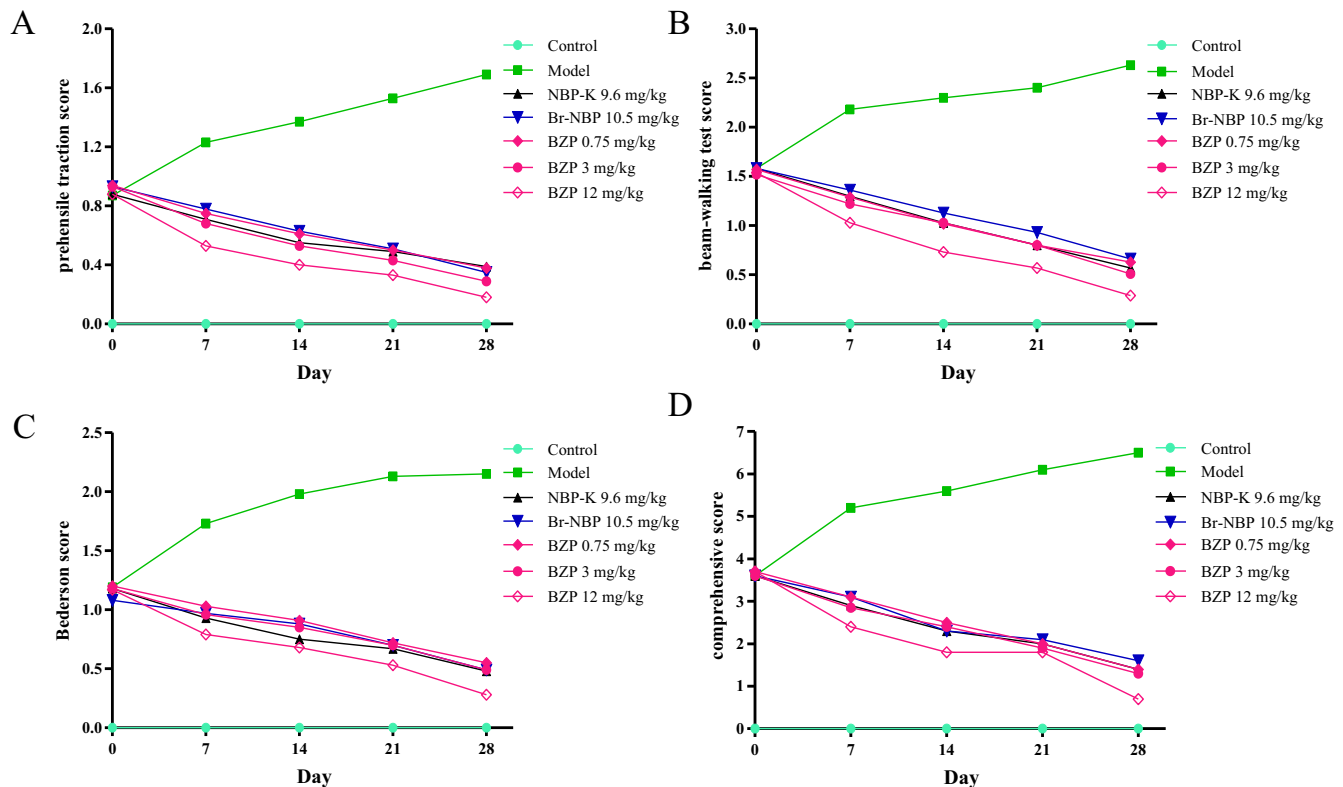 A
prehensile traction score
2.0
1.6
1.2
0.8
0.4
0.0
0 7 14 21 28
Day
Control
Model
NBP-K 9.6 mg/kg
Br-NBP 10.5 mg/kg
BZP 0.75 mg/kg
BZP 3 mg/kg
BZP 12 mg/kg
B
beam-walking test score
3.0
2.5
2.0
1.5
1.0
0.5
0.0
0 7 14 21 28
Day
Control
Model
NBP-K 9.6 mg/kg
Br-NBP 10.5 mg/kg
BZP 0.75 mg/kg
BZP 3 mg/kg
BZP 12 mg/kg
C
Bederson score
2.5
2.0
1.5
1.0
0.5
0.0
0 7 14 21 28
Day
Control
Model
NBP-K 9.6 mg/kg
Br-NBP 10.5 mg/kg
BZP 0.75 mg/kg
BZP 3 mg/kg
BZP 12 mg/kg
D
comprehensive score
7
6
5
4
3
2
1
0
0 7 14 21 28
Day
Control
Model
NBP-K 9.6 mg/kg
Br-NBP 10.5 mg/kg
BZP 0.75 mg/kg
BZP 3 mg/kg
BZP 12 mg/kg